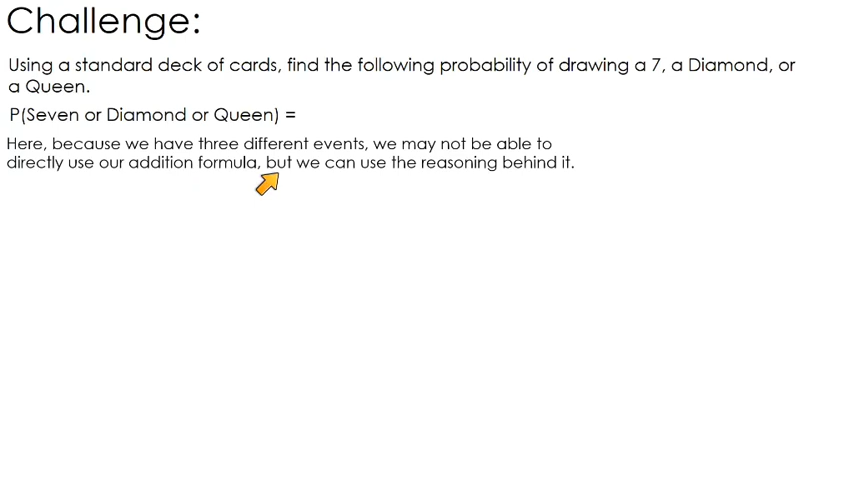 Challenge:
Using a standard deck of cards, find the following probability of drawing a 7, a Diamond, or
a Queen.
P(Seven or Diamond or Queen) =
Here, because we have three different events, we may not be able to
directly use our addition formula, but we can use the reasoning behind it.